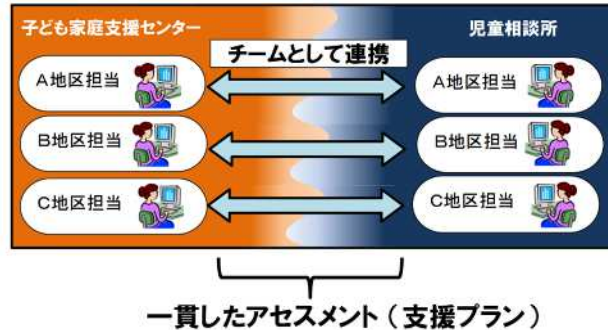 子ども家庭支援センター
児童相談所
チームとして連携
A地区担当
A地区担当
B地区担当
B地区担当
C地区担当
C地区担当
一貫したアセスメント(支援プラン)